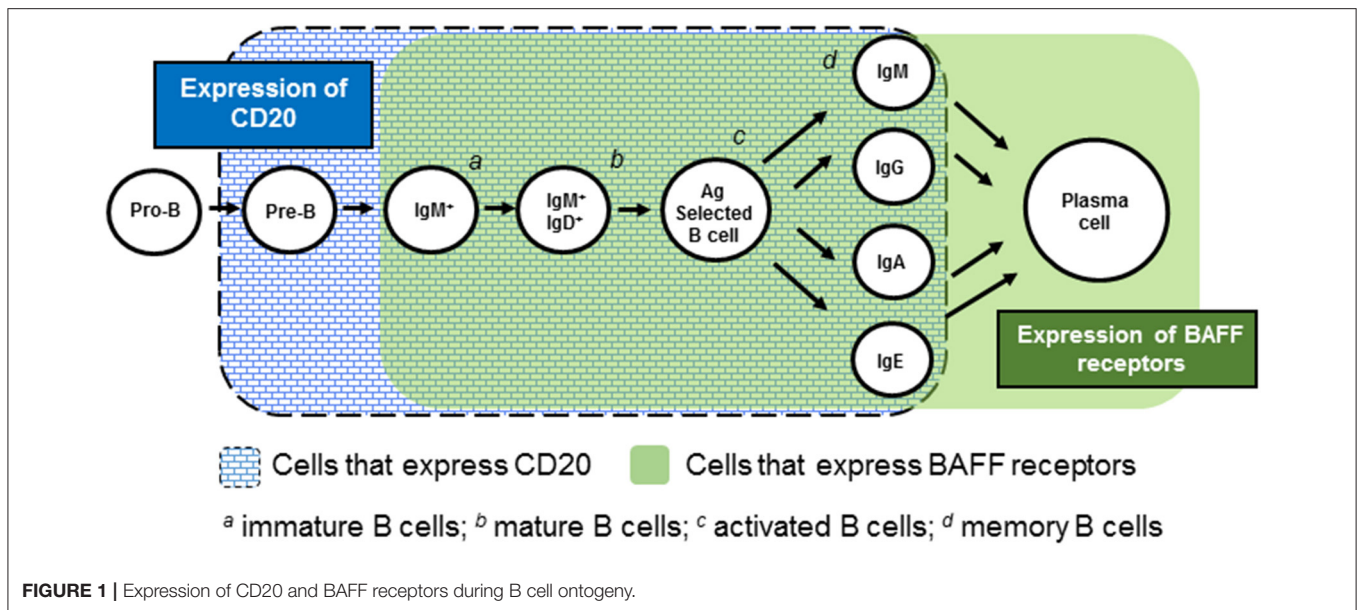 Expression of
CD20
Pro-B
Pre-B
IgM⁺
a
IgM⁺
IgD⁺
b
Ag
Selected
B cell
c
d
IgM
IgG
IgA
IgE
Plasma
cell
Expression of BAFF
receptors
Cells that express CD20
Cells that express BAFF receptors
ᵃ immature B cells; ᵇ mature B cells; ᶜ activated B cells; ᵈ memory B cells
FIGURE 1 | Expression of CD20 and BAFF receptors during B cell ontogeny.